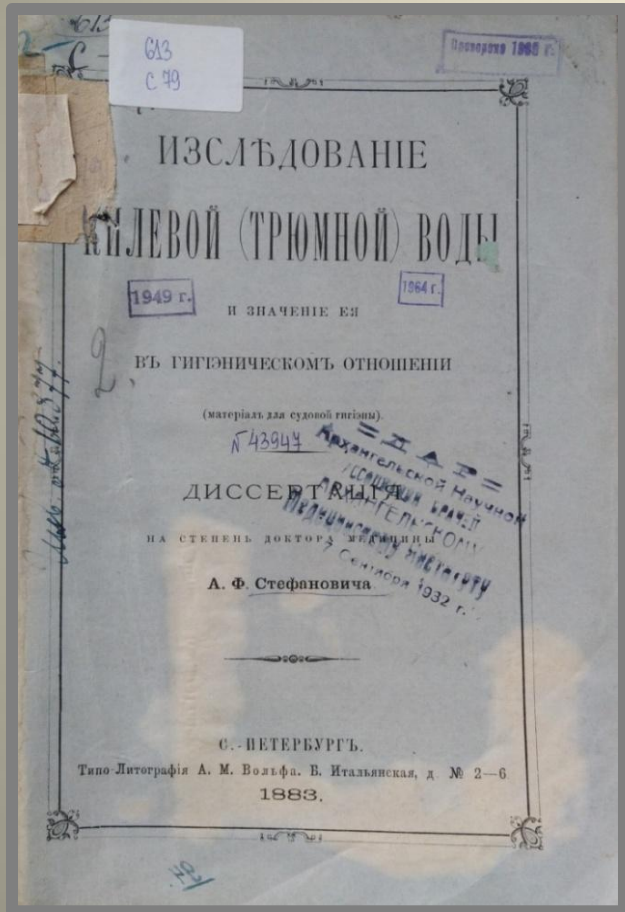 613
С 79
Проверено
1949 г.
1964 г.
ИЗСЛѢДОВАНІЕ
КИЛЕВОЙ (ТРЮМНОЙ) ВОДЫ
И ЗНАЧЕНІЕ ЕЯ
ВЪ ГИГІЭНИЧЕСКОМЪ ОТНОШЕНІИ
(матеріалъ для судовой гигіэны).
№ 43947
2.
ДИССЕРТАЦІЯ
НА СТЕПЕНЬ ДОКТОРА МЕДИЦИНЫ
А. Ф. Стефановича
= ДАР =
Архангельской Научной
Ассоциации врачей
АРХАНГЕЛЬСКОМУ
Медицинскому Институту
7 Сентября 1932 г.
С.-ПЕТЕРБУРГЪ.
Типо-Литографія А. М. Вольфа. Б. Итальянская, д № 2—6
1883.